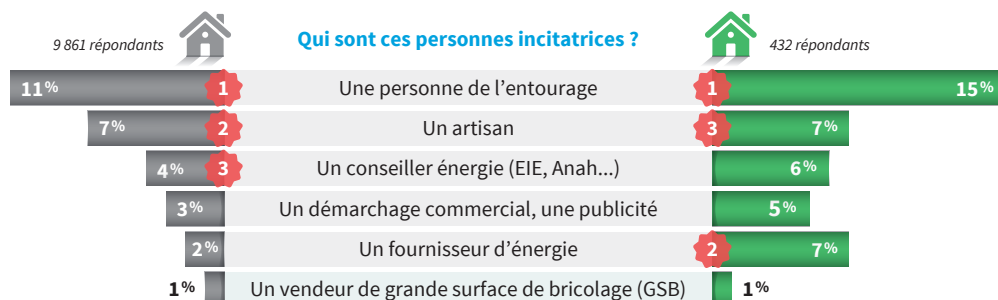 9 861 répondants
Qui sont ces personnes incitatrices ?
432 répondants
11% 1 Une personne de l’entourage 1 15%
7% 2 Un artisan 3 7%
4% 3 Un conseiller énergie (EIE, Anah...) 6%
3% Un démarchage commercial, une publicité 5%
2% Un fournisseur d’énergie 2 7%
1% Un vendeur de grande surface de bricolage (GSB) 1%